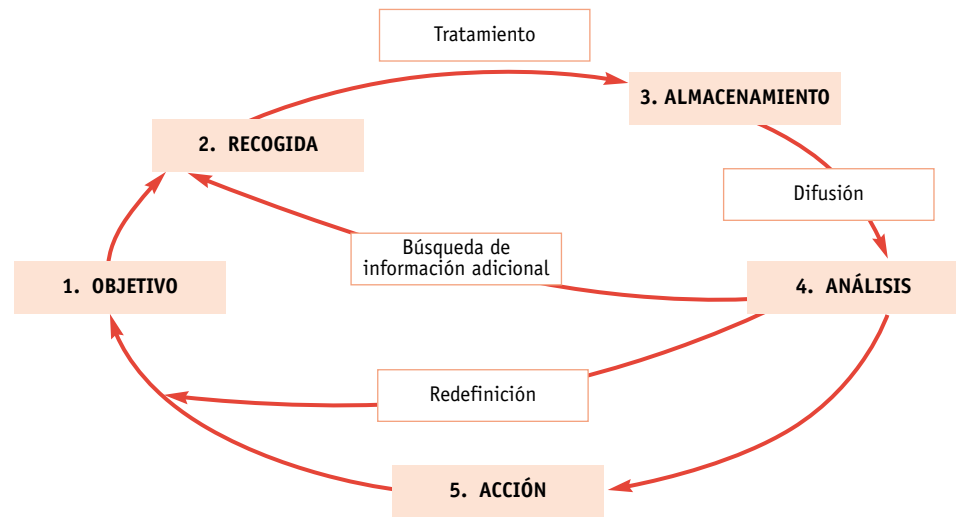 Tratamiento
3. ALMACENAMIENTO
2. RECOGIDA
Difusión
Búsqueda de
información adicional
1. OBJETIVO
4. ANÁLISIS
Redefinición
5. ACCIÓN